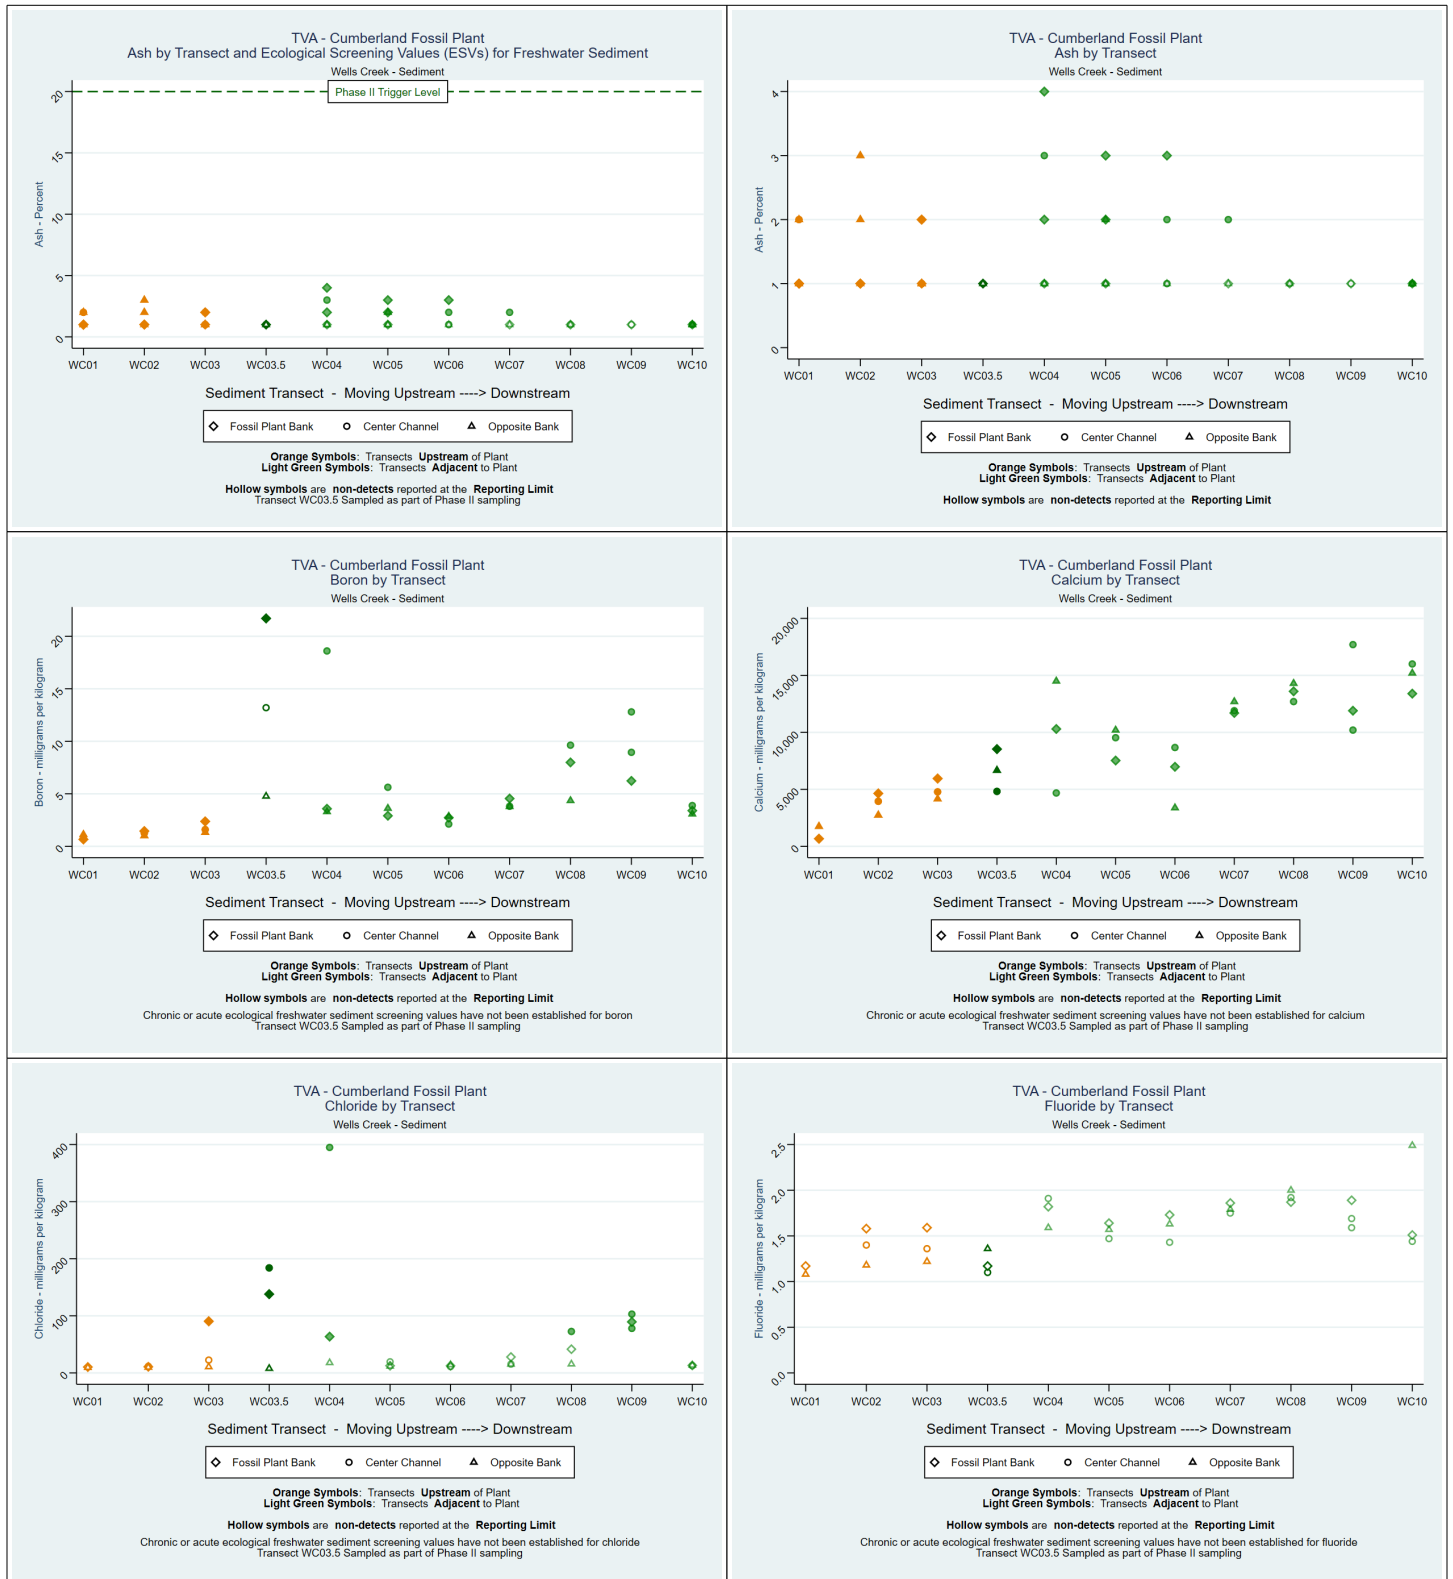 TVA - Cumberland Fossil Plant
Ash by Transect and Ecological Screening Values (ESVs) for Freshwater Sediment
Wells Creek - Sediment
Phase II Trigger Level
Ash - Percent
20
15
10
5
0
WC01 WC02 WC03 WC03.5 WC04 WC05 WC06 WC07 WC08 WC09 WC10
Sediment Transect - Moving Upstream ----> Downstream
Fossil Plant Bank Center Channel Opposite Bank
Orange Symbols: Transects Upstream of Plant
Light Green Symbols: Transects Adjacent to Plant
Hollow symbols are non-detects reported at the Reporting Limit
Transect WC03.5 Sampled as part of Phase II sampling
TVA - Cumberland Fossil Plant
Ash by Transect
Wells Creek - Sediment
Ash - Percent
4
3
2
1
0
WC01 WC02 WC03 WC03.5 WC04 WC05 WC06 WC07 WC08 WC09 WC10
Sediment Transect - Moving Upstream ----> Downstream
Fossil Plant Bank Center Channel Opposite Bank
Orange Symbols: Transects Upstream of Plant
Light Green Symbols: Transects Adjacent to Plant
Hollow symbols are non-detects reported at the Reporting Limit
TVA - Cumberland Fossil Plant
Boron by Transect
Wells Creek - Sediment
Boron - milligrams per kilogram
20
15
10
5
0
WC01 WC02 WC03 WC03.5 WC04 WC05 WC06 WC07 WC08 WC09 WC10
Sediment Transect - Moving Upstream ----> Downstream
Fossil Plant Bank Center Channel Opposite Bank
Orange Symbols: Transects Upstream of Plant
Light Green Symbols: Transects Adjacent to Plant
Hollow symbols are non-detects reported at the Reporting Limit
Chronic or acute ecological freshwater sediment screening values have not been established for boron
Transect WC03.5 Sampled as part of Phase II sampling
TVA - Cumberland Fossil Plant
Calcium by Transect
Wells Creek - Sediment
Calcium - milligrams per kilogram
20,000
15,000
10,000
5,000
0
WC01 WC02 WC03 WC03.5 WC04 WC05 WC06 WC07 WC08 WC09 WC10
Sediment Transect - Moving Upstream ----> Downstream
Fossil Plant Bank Center Channel Opposite Bank
Orange Symbols: Transects Upstream of Plant
Light Green Symbols: Transects Adjacent to Plant
Hollow symbols are non-detects reported at the Reporting Limit
Chronic or acute ecological freshwater sediment screening values have not been established for calcium
Transect WC03.5 Sampled as part of Phase II sampling
TVA - Cumberland Fossil Plant
Chloride by Transect
Wells Creek - Sediment
Chloride - milligrams per kilogram
400
300
200
100
0
WC01 WC02 WC03 WC03.5 WC04 WC05 WC06 WC07 WC08 WC09 WC10
Sediment Transect - Moving Upstream ----> Downstream
Fossil Plant Bank Center Channel Opposite Bank
Orange Symbols: Transects Upstream of Plant
Light Green Symbols: Transects Adjacent to Plant
Hollow symbols are non-detects reported at the Reporting Limit
Chronic or acute ecological freshwater sediment screening values have not been established for chloride
Transect WC03.5 Sampled as part of Phase II sampling
TVA - Cumberland Fossil Plant
Fluoride by Transect
Wells Creek - Sediment
Fluoride - milligrams per kilogram
2.5
2.0
1.5
1.0
0.5
0.0
WC01 WC02 WC03 WC03.5 WC04 WC05 WC06 WC07 WC08 WC09 WC10
Sediment Transect - Moving Upstream ----> Downstream
Fossil Plant Bank Center Channel Opposite Bank
Orange Symbols: Transects Upstream of Plant
Light Green Symbols: Transects Adjacent to Plant
Hollow symbols are non-detects reported at the Reporting Limit
Chronic or acute ecological freshwater sediment screening values have not been established for fluoride
Transect WC03.5 Sampled as part of Phase II sampling